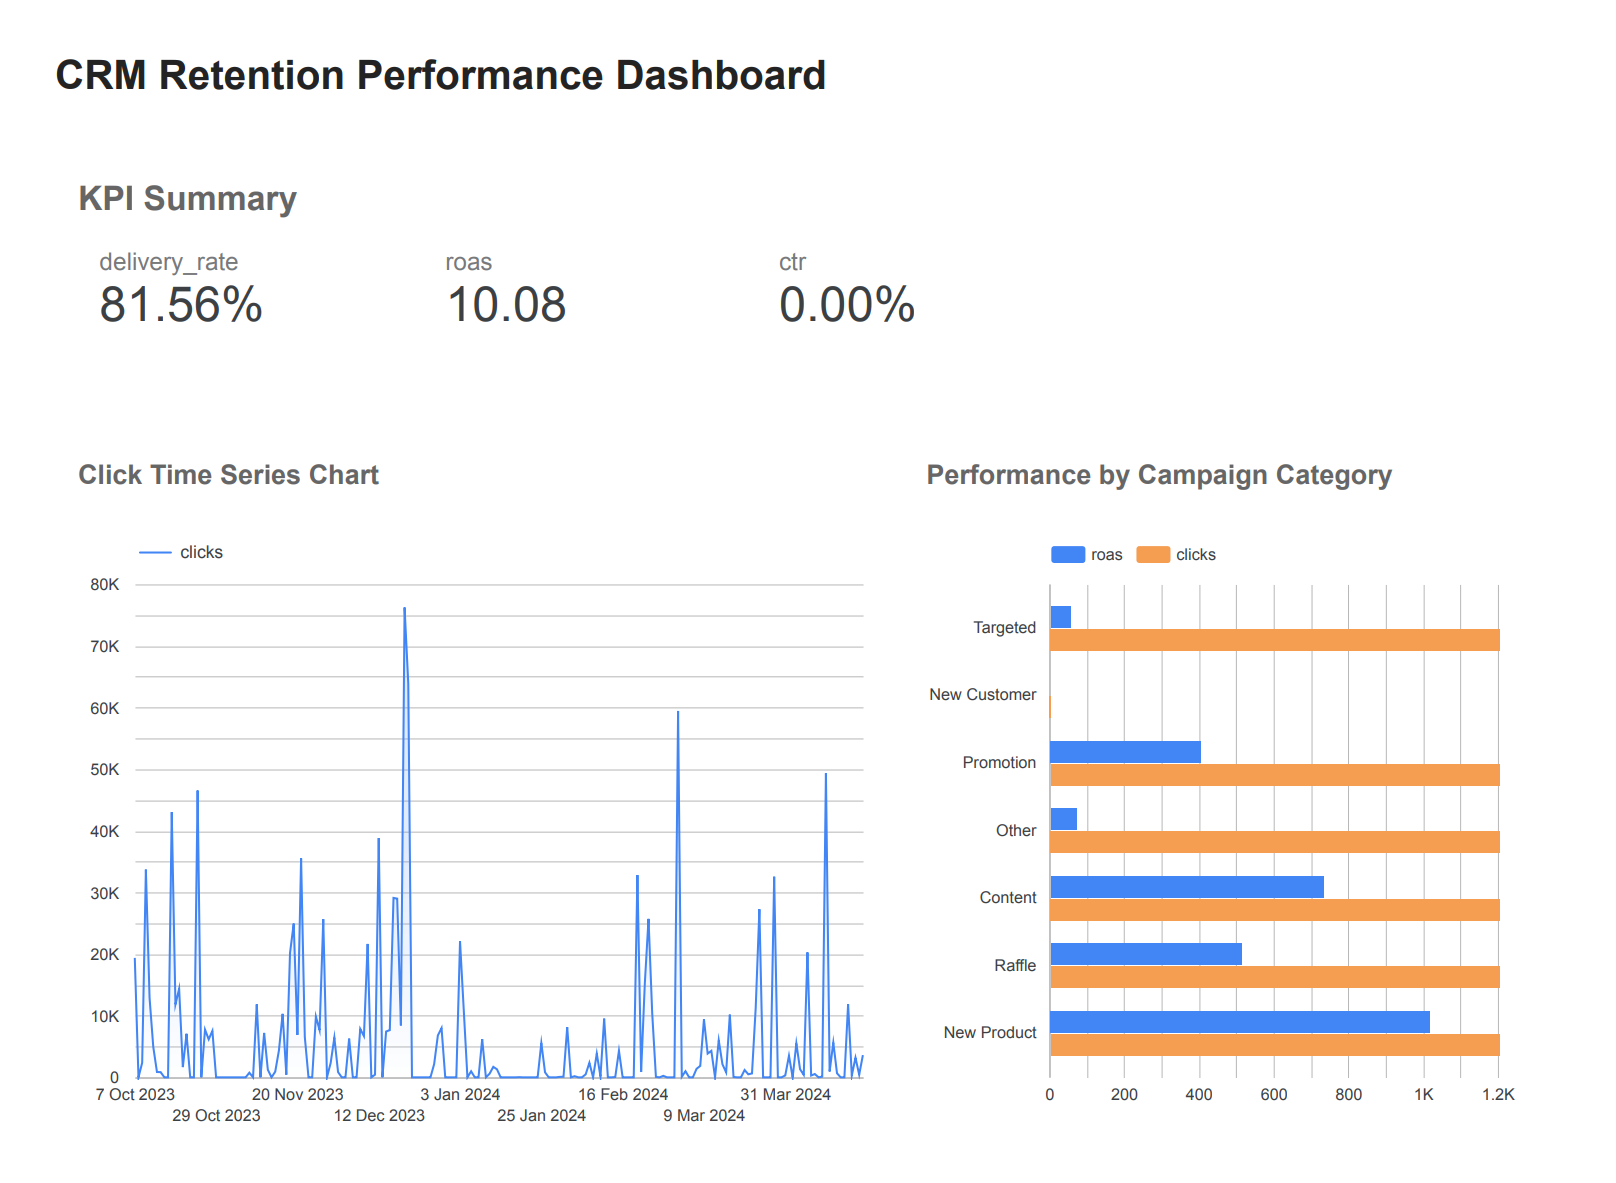 CRM Retention Performance Dashboard
KPI Summary
delivery_rate
81.56%
roas
10.08
ctr
0.00%
Click Time Series Chart
clicks
80K
70K
60K
50K
40K
30K
20K
10K
0
7 Oct 2023
29 Oct 2023
20 Nov 2023
12 Dec 2023
3 Jan 2024
25 Jan 2024
16 Feb 2024
9 Mar 2024
31 Mar 2024
Performance by Campaign Category
roas clicks
Targeted
New Customer
Promotion
Other
Content
Raffle
New Product
0 200 400 600 800 1K 1.2K